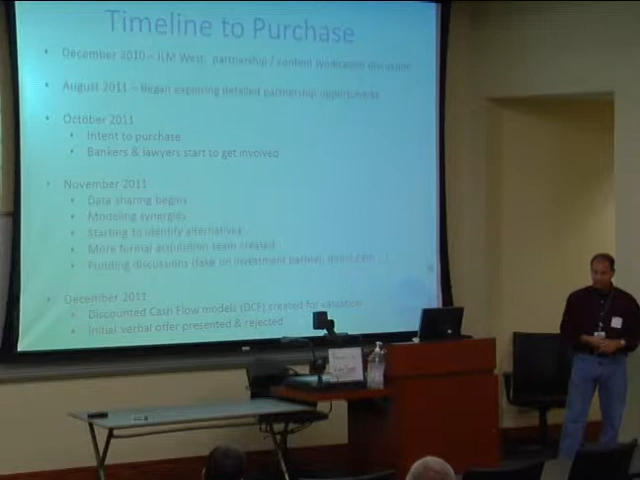 Timeline to Purchase
• December 2010 – ILM West: partnership / content syndication discussion
• August 2011 – Began exploring detailed partnership opportunities
• October 2011
• Intent to purchase
• Bankers & lawyers start to get involved
• November 2011
• Data sharing begins
• Modeling synergies
• Starting to identify alternatives
• More formal acquisition team created
• Funding discussions (take on investment partner,
• December 2011
• Discounted Cash Flow models (DCF) created for valuation
• Initial verbal offer presented & rejected